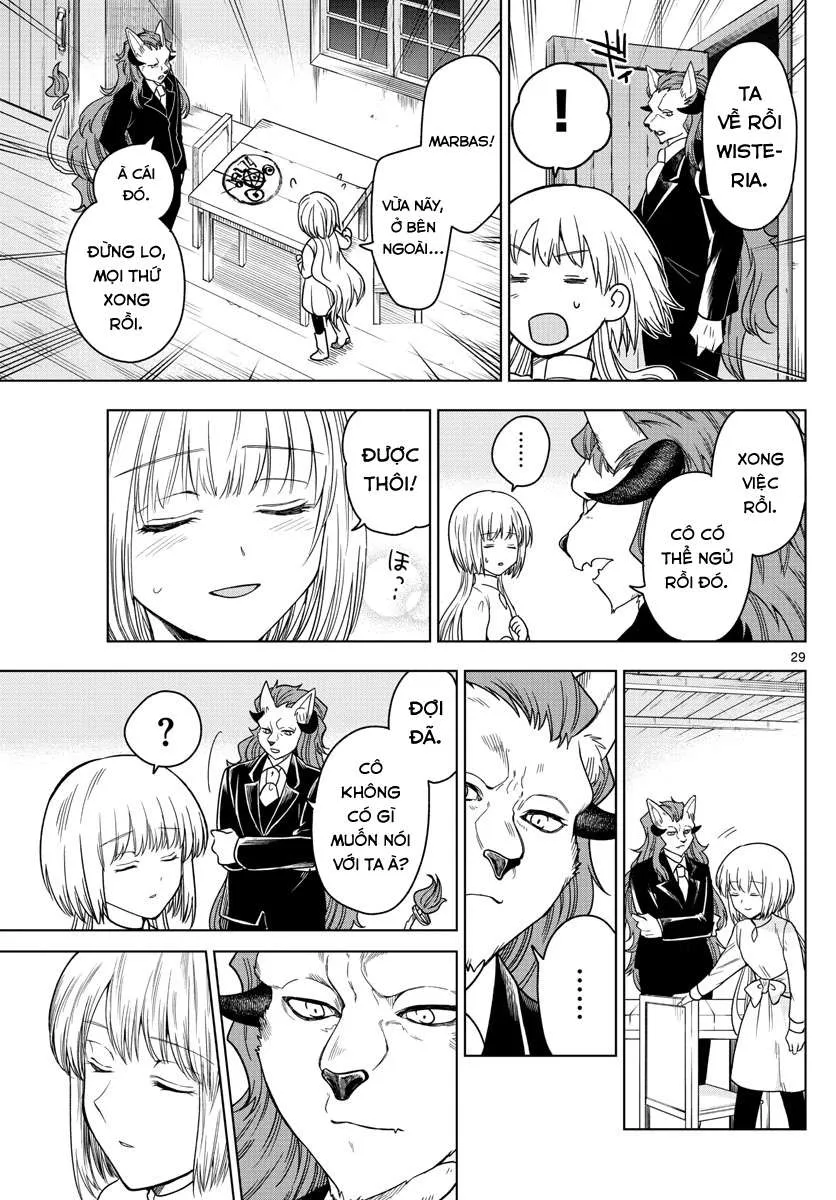 TA
VỀ RỒI
WISTE-
RIA.
ギィ
!
MARBAS!
VỪA NÃY,
Ở BÊN
NGOÀI...
À CÁI
ĐÓ.
ĐỪNG LO,
MỌI THỨ
XONG
RỒI.
XONG
VIỆC
RỒI.
CÔ CÓ
THỂ NGỦ
RỒI ĐÓ.
......
ĐƯỢC
THÔI!
ほっ…
29
......
ĐỢI
ĐÃ.
CÔ
KHÔNG
CÓ GÌ
MUỐN NÓI
VỚI TA À?
?